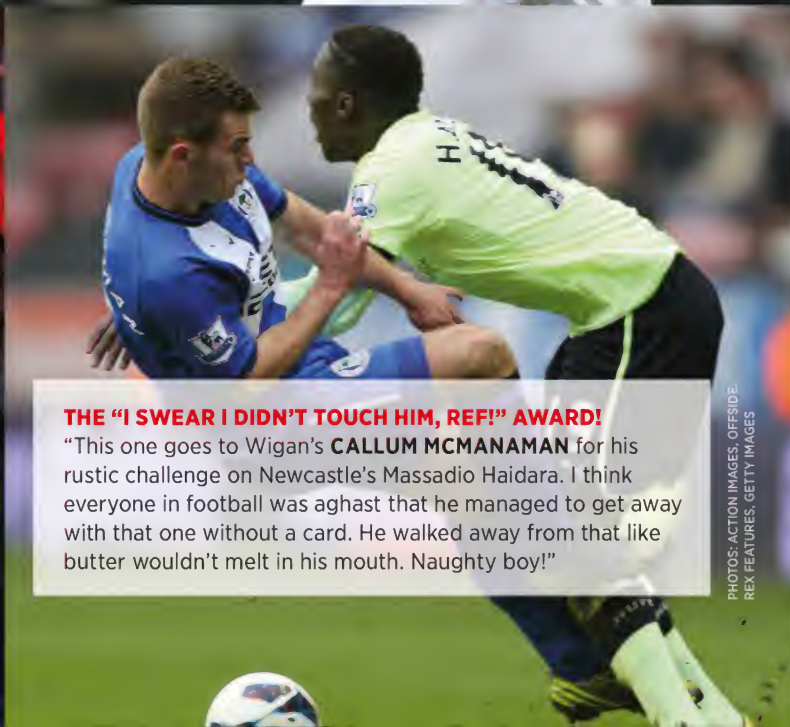 THE “I SWEAR I DIDN’T TOUCH HIM, REF!” AWARD!
“This one goes to Wigan’s CALLUM MCMANAMAN for his
rustic challenge on Newcastle’s Massadio Haidara. I think
everyone in football was aghast that he managed to get away
with that one without a card. He walked away from that like
butter wouldn’t melt in his mouth. Naughty boy!”
PHOTOS: ACTION IMAGES, OFFSIDE,
REX FEATURES, GETTY IMAGES